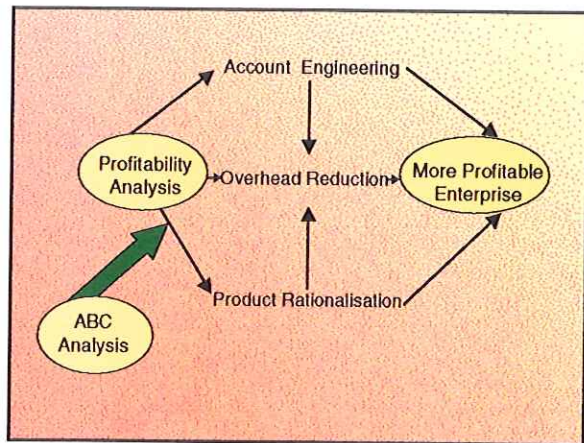 Account Engineering
Profitability
Analysis
Overhead Reduction
More Profitable
Enterprise
Product Rationalisation
ABC
Analysis